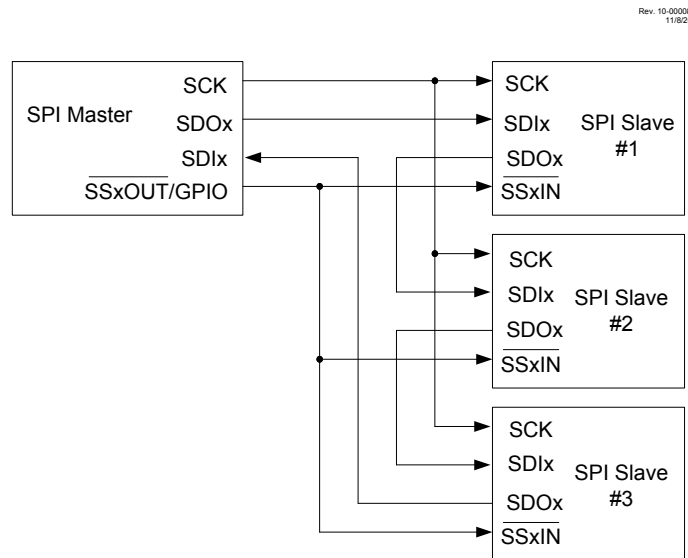 Rev. 10-0000
11/8/2
SPI Master
SCK
SDOx
SDIx
SSxOUT/GPIO
SCK
SDIx
SDOx
SSxIN
SPI Slave
#1
SCK
SDIx
SDOx
SSxIN
SPI Slave
#2
SCK
SDIx
SDOx
SSxIN
SPI Slave
#3